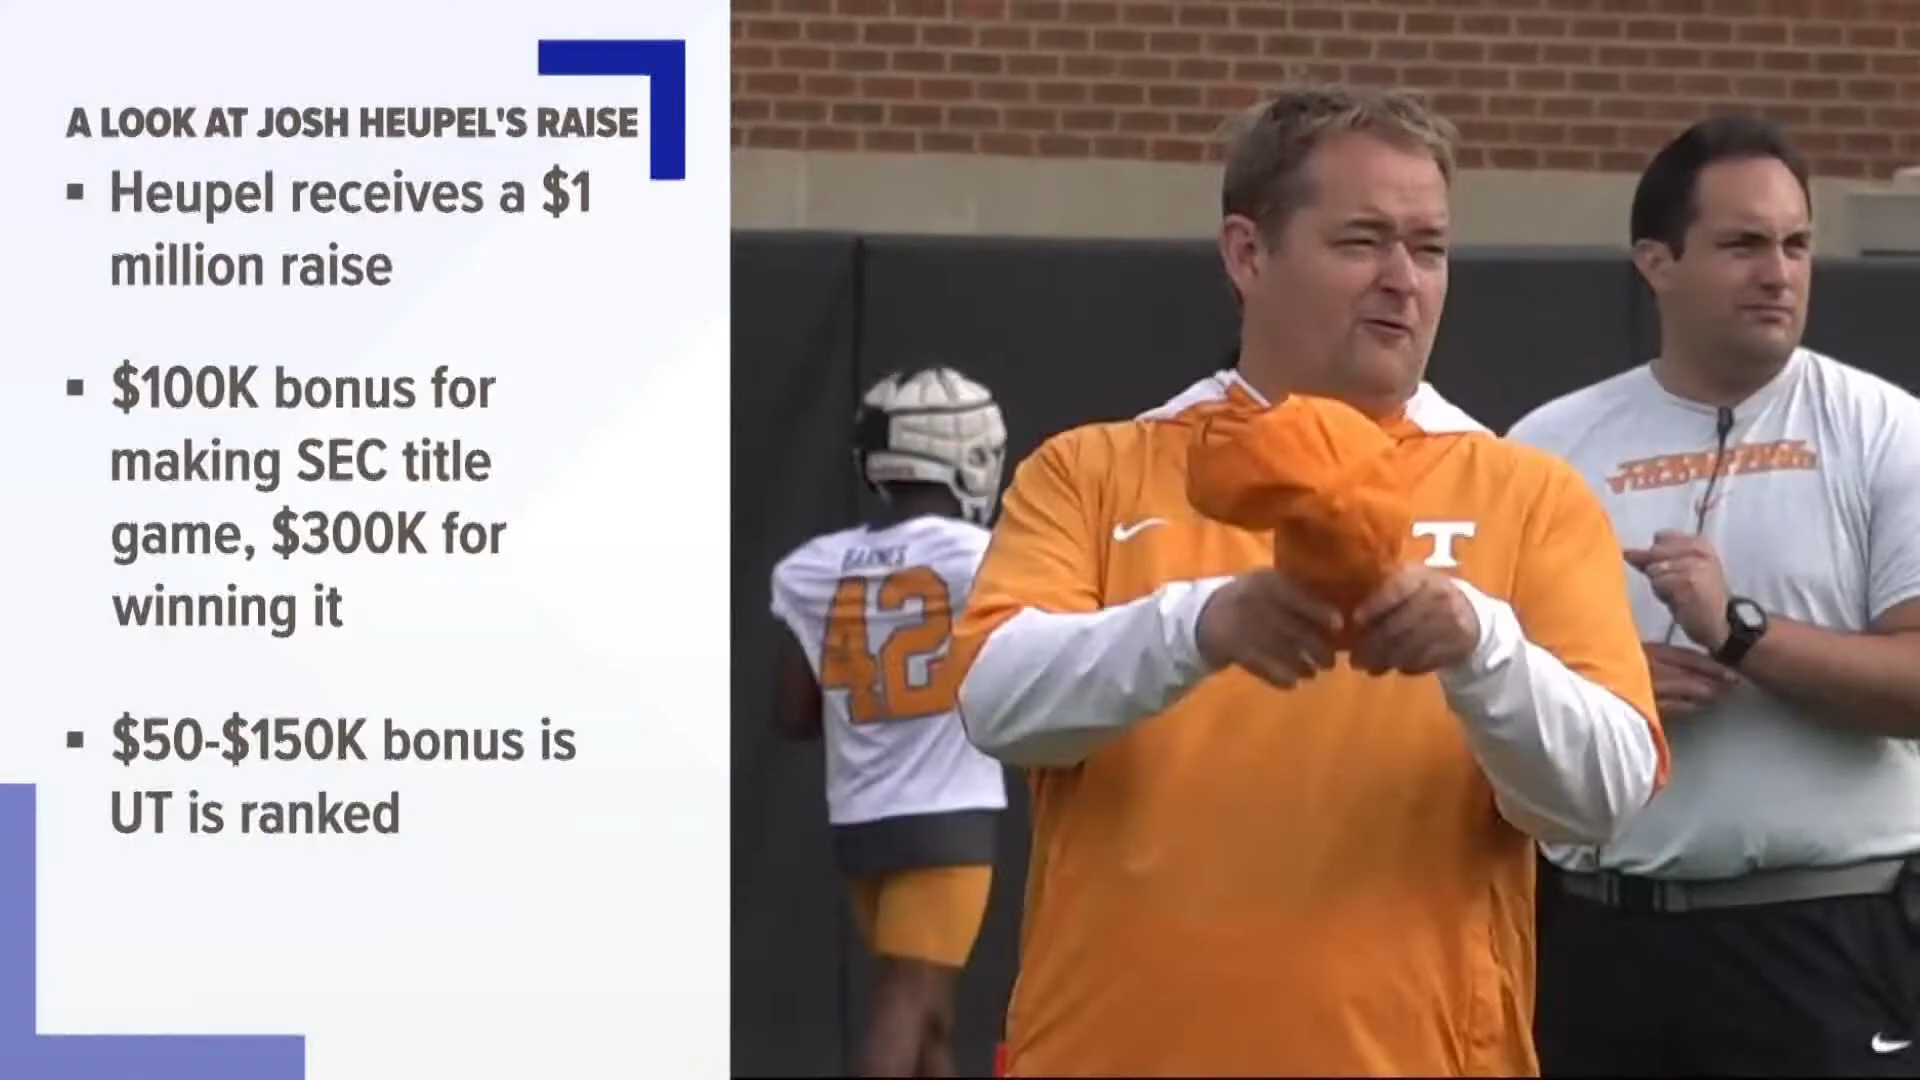 A LOOK AT JOSH HEUPEL'S RAISE
▪ Heupel receives a $1
million raise
▪ $100K bonus for
making SEC title
game, $300K for
winning it
▪ $50-$150K bonus is
UT is ranked
BARNES
42
T